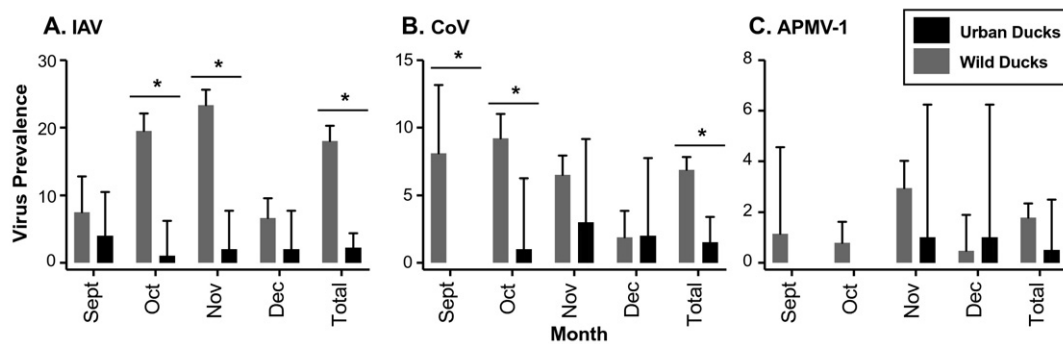 A. IAV
B. CoV
C. APMV-1
Urban Ducks
Wild Ducks
Virus Prevalence
30
20
10
0
*
*
*
Sept
Oct
Nov
Dec
Total
15
10
5
0
*
*
*
Sept
Oct
Nov
Dec
Total
8
6
4
2
0
Sept
Oct
Nov
Dec
Total
Month